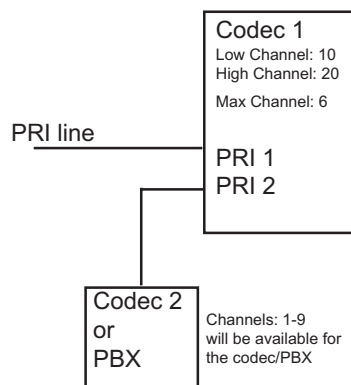 Codec 1
Low Channel: 10
High Channel: 20
Max Channel: 6
PRI line
PRI 1
PRI 2
Codec 2
or
PBX
Channels: 1-9
will be available for
the codec/PBX